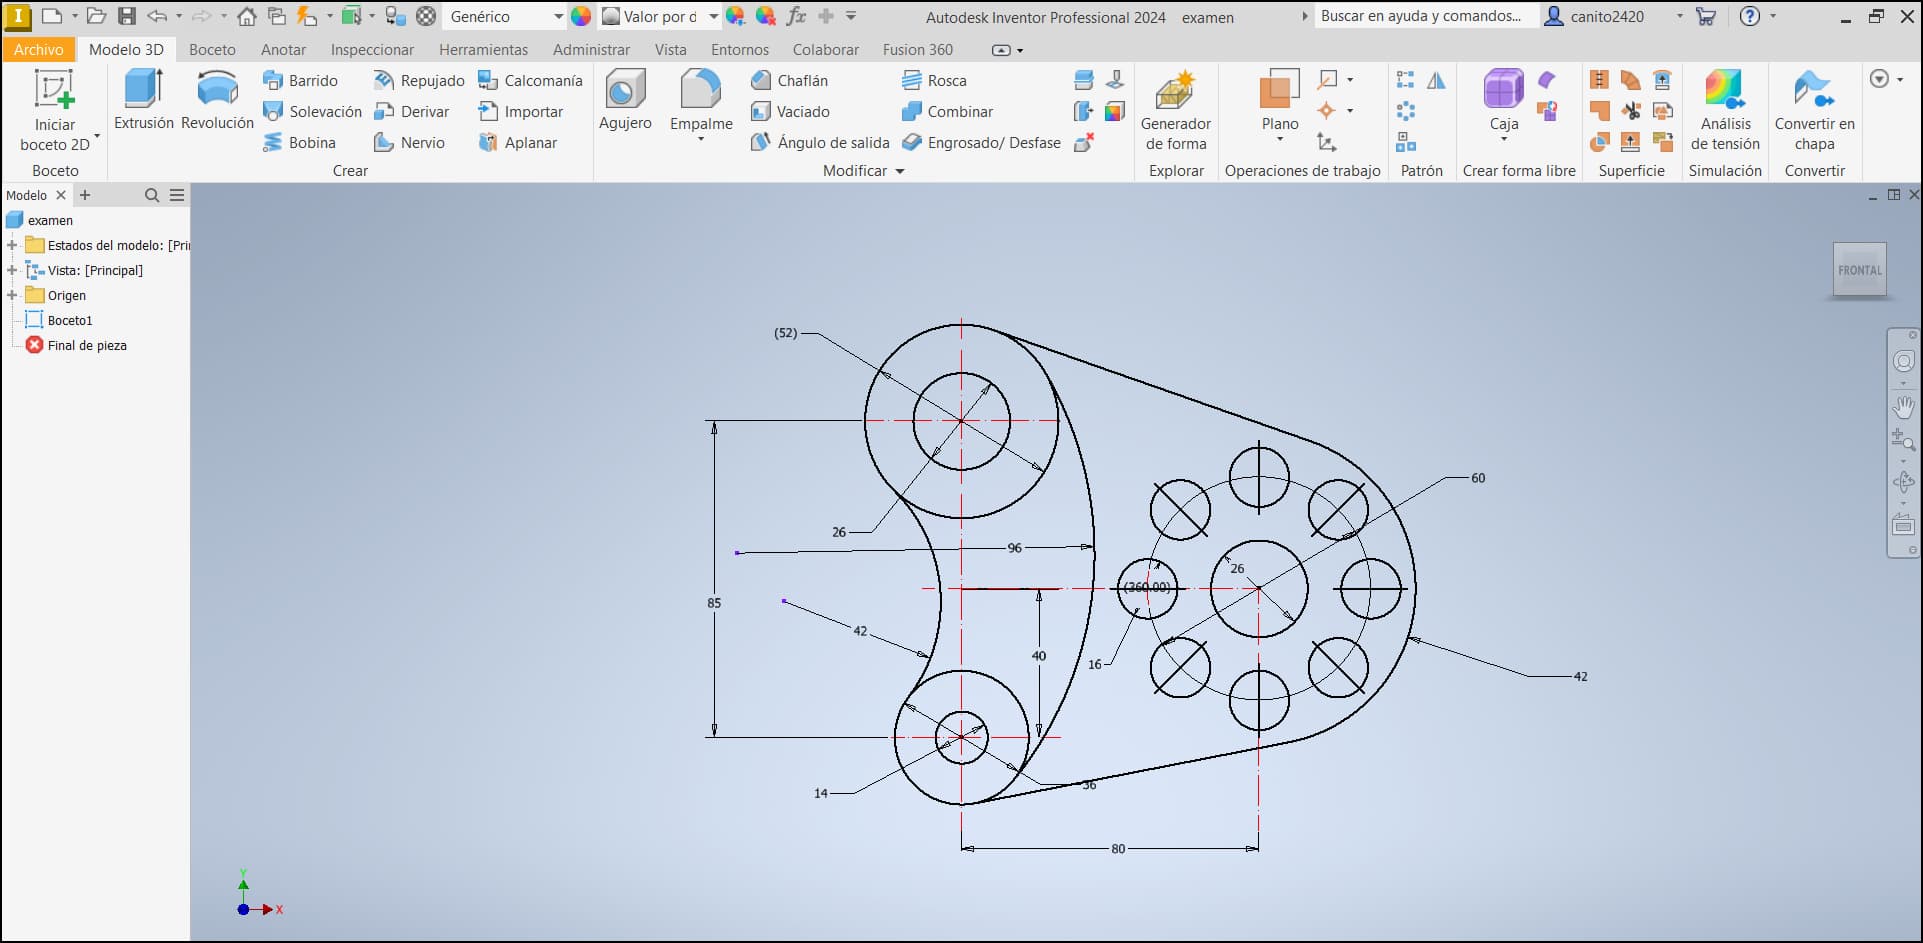 I
Genérico
Valor por d
fx
Autodesk Inventor Professional 2024 examen
Buscar en ayuda y comandos...
canito2420
?
Archivo Modelo 3D Boceto Anotar Inspeccionar Herramientas Administrar Vista Entornos Colaborar Fusion 360
Iniciar
boceto 2D
Boceto
Extrusión
Revolución
Barrido
Solevación
Bobina
Repujado
Derivar
Nervio
Calcomanía
Importar
Aplanar
Crear
Agujero
Empalme
Chaflán
Vaciado
Ángulo de salida
Rosca
Combinar
Engrosado/ Desfase
Modificar
Generador
de forma
Explorar
Plano
Operaciones de trabajo
Patrón
Caja
Crear forma libre
Superficie
Análisis
de tensión
Simulación
Convertir en
chapa
Convertir
Modelo
examen
Estados del modelo: [Pri
Vista: [Principal]
Origen
Boceto1
Final de pieza
FRONTAL
(52)
60
26
96
26
(360.00)
85
42
40
16
42
14
36
80
Y
X